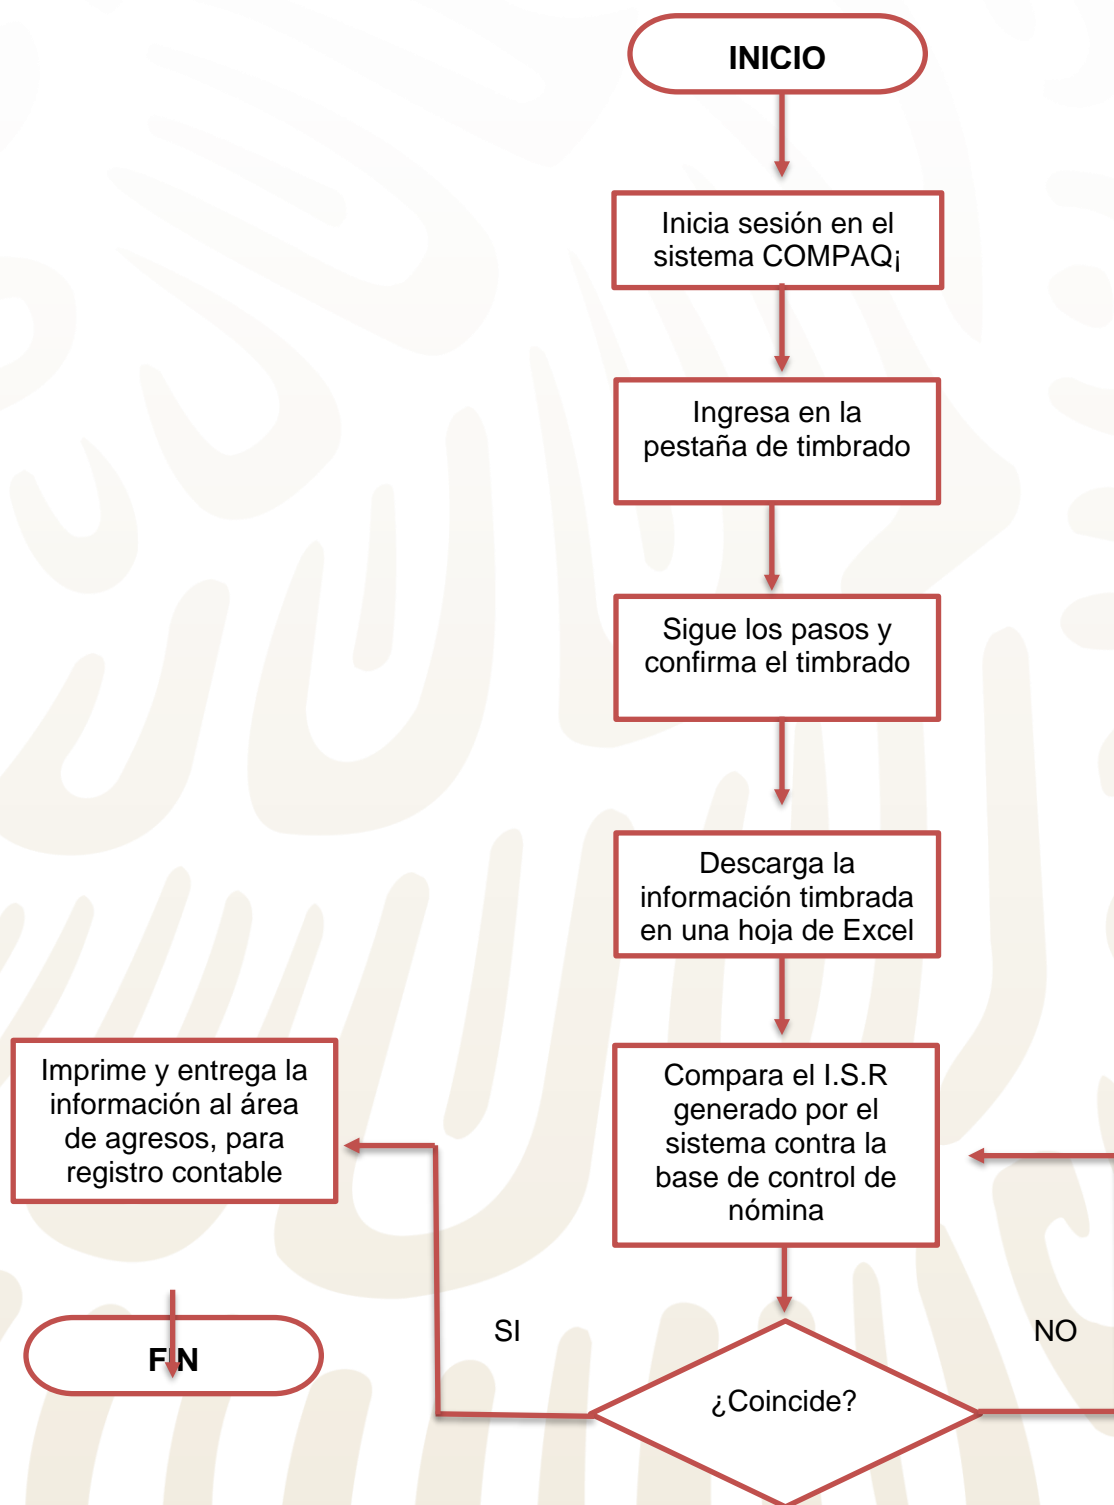 INICIO
Inicia sesión en el
sistema COMPAQ¡
Ingresa en la
pestaña de timbrado
Sigue los pasos y
confirma el timbrado
Descarga la
información timbrada
en una hoja de Excel
Compara el I.S.R
generado por el
sistema contra la
base de control de
nómina
¿Coincide?
SI
NO
Imprime y entrega la
información al área
de agresos, para
registro contable
FIN